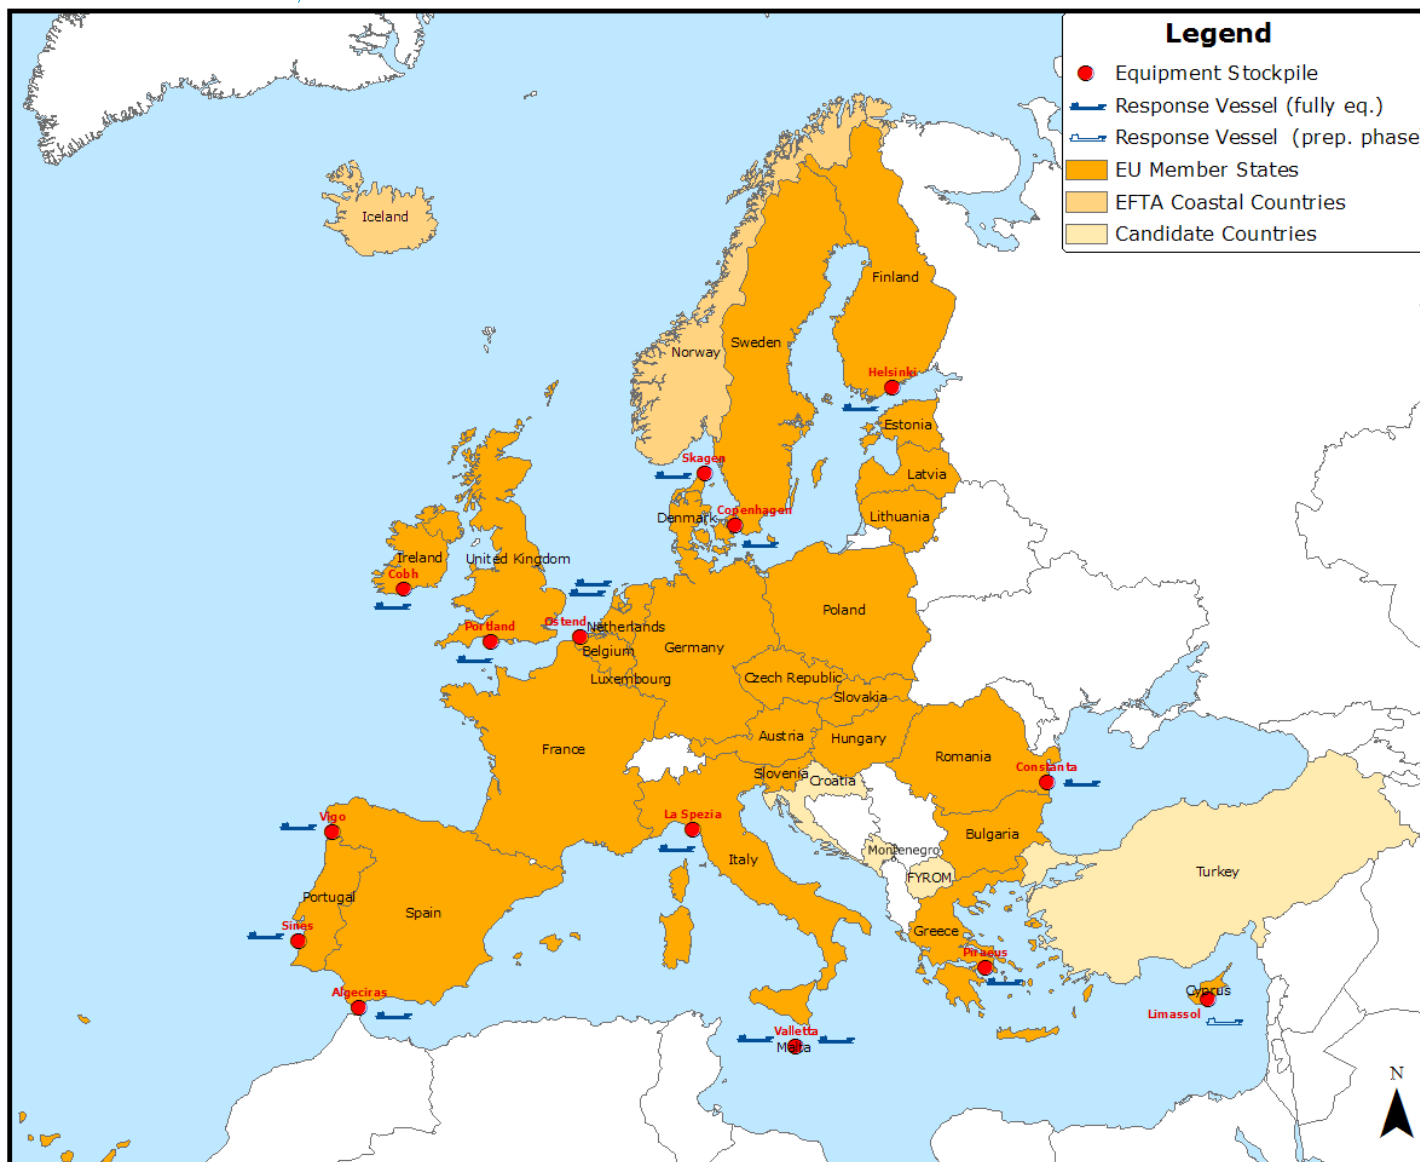 Legend
Equipment Stockpile
Response Vessel (fully eq.)
Response Vessel (prep. phase
EU Member States
EFTA Coastal Countries
Candidate Countries
Iceland
Finland
Sweden
Norway
Helsinki
Estonia
Skagen
Latvia
Copenhagen
Denmark
Lithuania
Ireland
United Kingdom
Cobh
Poland
Portland
Ostend
Netherlands
Belgium
Germany
Luxembourg
Czech Republic
Slovakia
Austria
Hungary
France
Romania
Slovenia
Croatia
Constanta
Vigo
La Spezia
Bulgaria
Italy
Montenegro
FYROM
Turkey
Portugal
Spain
Sines
Greece
Piraeus
Algeciras
Cyprus
Limassol
Valletta
Malta
N